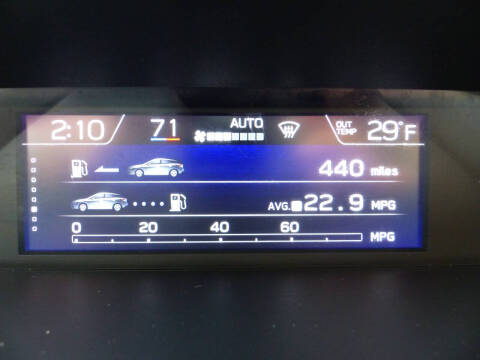 2:10 71 AUTO OUT TEMP 29°F
440 miles
AVG. 22.9 MPG
0 20 40 60
MPG